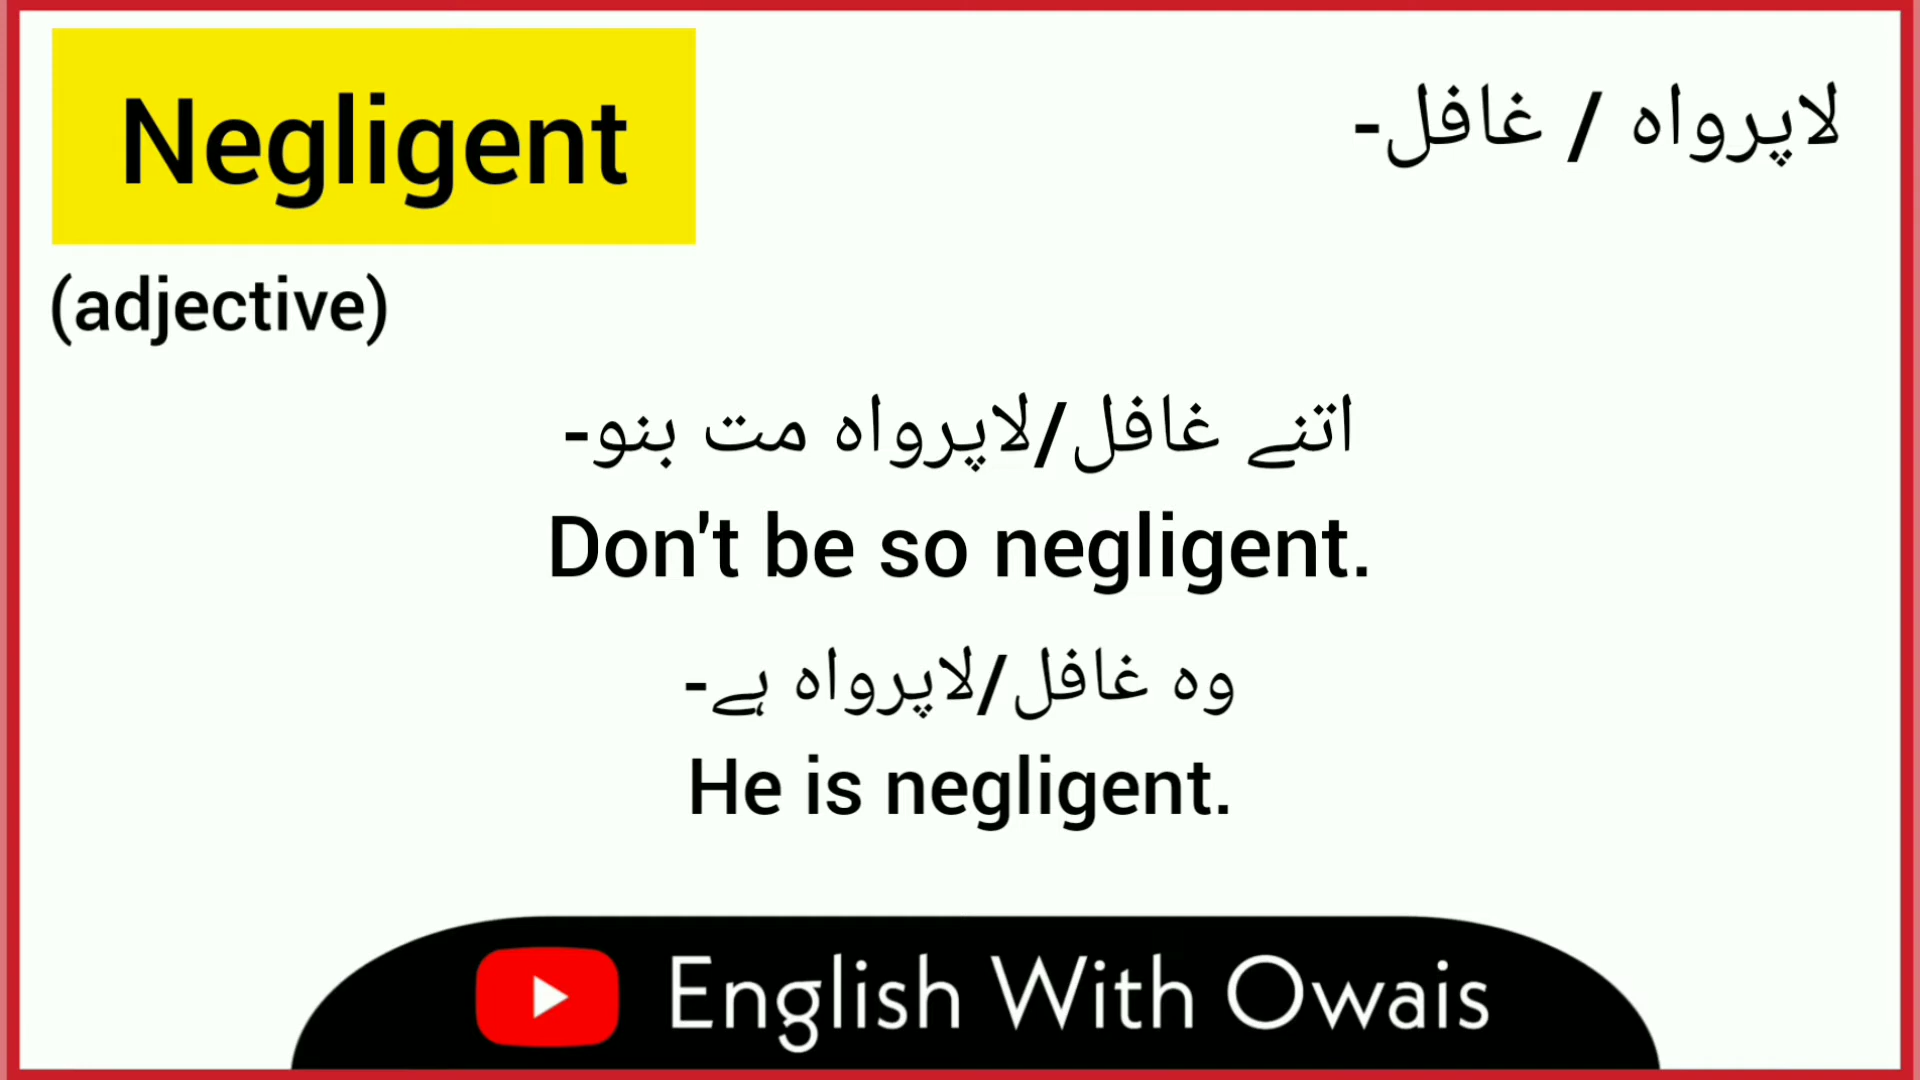 Negligent
لاپرواہ / غافل-
(adjective)
اتنے غافل/لاپرواہ مت بنو-
Don't be so negligent.
وہ غافل/لاپرواہ ہے-
He is negligent.
English With Owais